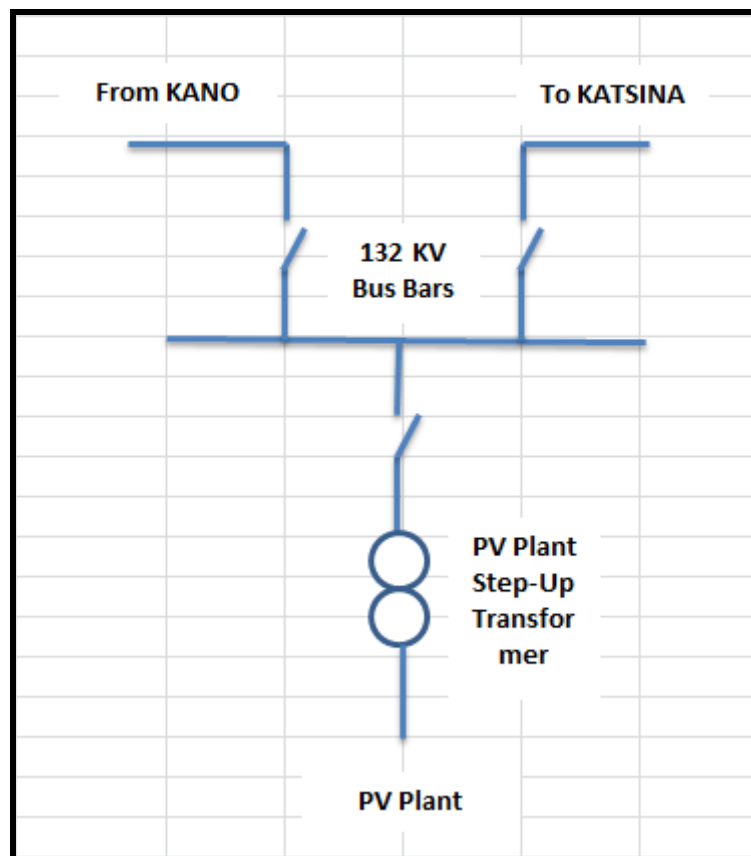 From KANO
To KATSINA
132 KV
Bus Bars
PV Plant
Step-Up
Transfor
mer
PV Plant